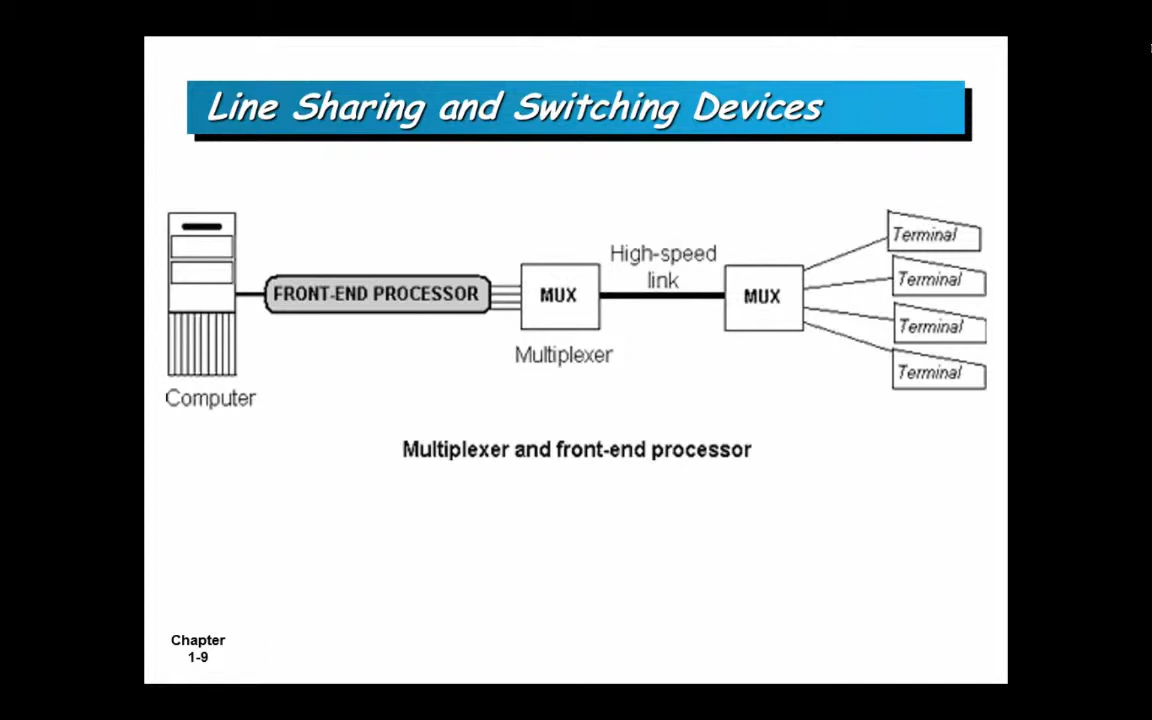 Line Sharing and Switching Devices
High-speed
link
FRONT-END PROCESSOR
MUX
MUX
Terminal
Terminal
Terminal
Terminal
Multiplexer
Computer
Multiplexer and front-end processor
Chapter
1-9